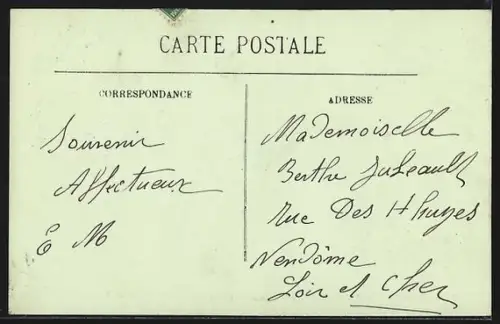 CARTE POSTALE
CORRESPONDANCE
Souvenir
Affectueux
E M
ADRESSE
Mademoiselle
Berthe
Rue Des
Vendôme
Loir et Cher